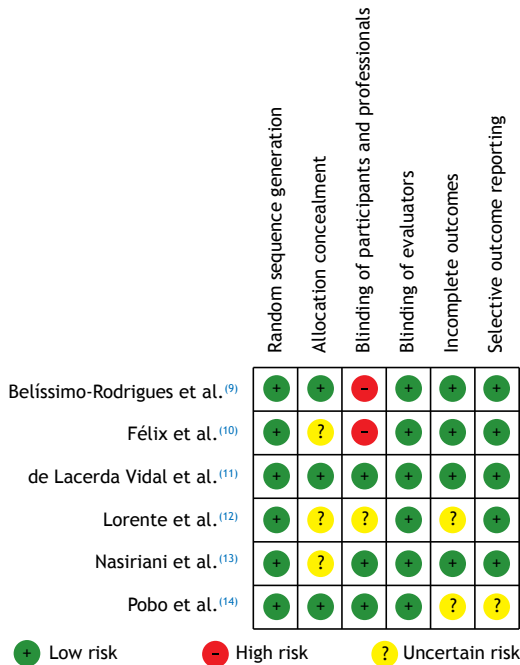 Random sequence generation
Allocation concealment
Blinding of participants and professionals
Blinding of evaluators
Incomplete outcomes
Selective outcome reporting
Belíssimo-Rodrigues et al.(9) + + – + + +
Félix et al.(10) + ? – + + +
de Lacerda Vidal et al.(11) + + + + + +
Lorente et al.(12) + ? ? + ? +
Nasiriani et al.(13) + ? + + + +
Pobo et al.(14) + + + + ? ?
+ Low risk – High risk ? Uncertain risk